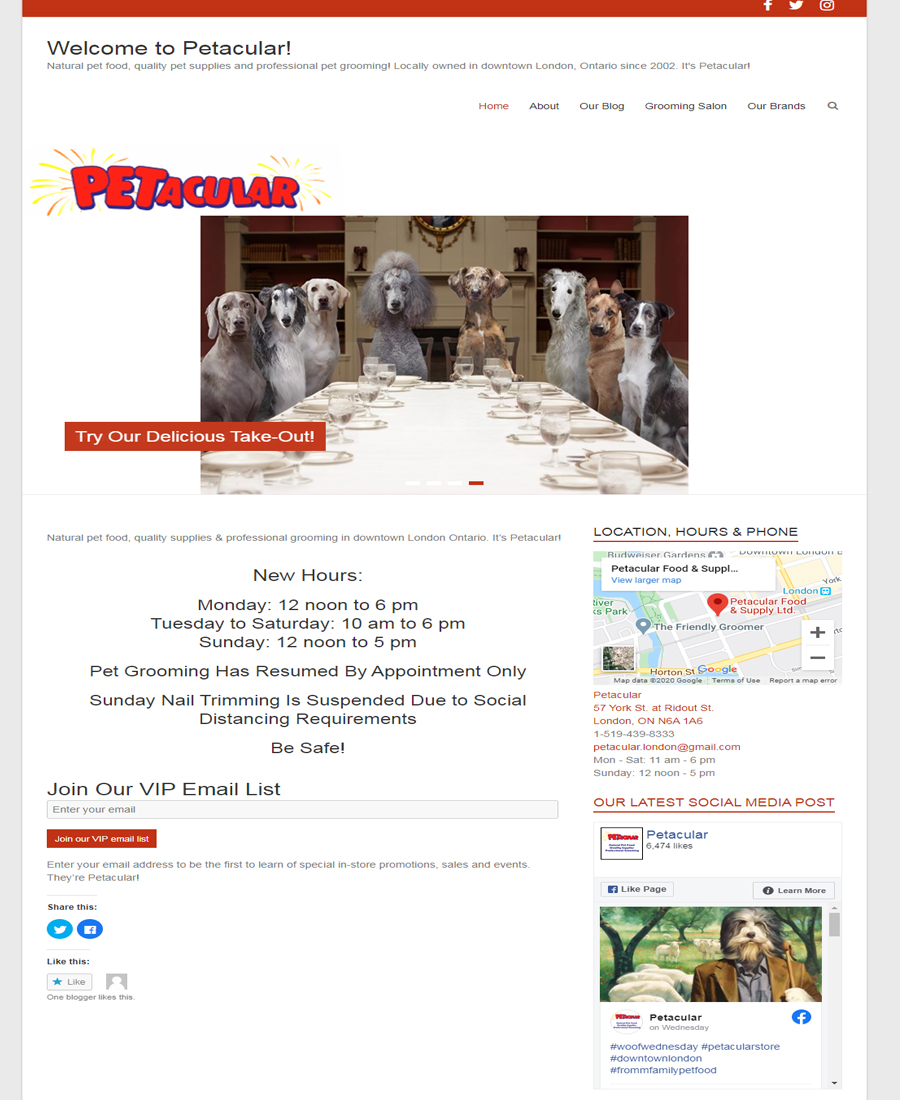 Welcome to Petacular!
Natural pet food, quality pet supplies and professional pet grooming! Locally owned in downtown London, Ontario since 2002. It's Petacular!
Home About Our Blog Grooming Salon Our Brands
PETACULAR
Try Our Delicious Take-Out!
Natural pet food, quality supplies & professional grooming in downtown London Ontario. It's Petacular!
New Hours:
Monday: 12 noon to 6 pm
Tuesday to Saturday: 10 am to 6 pm
Sunday: 12 noon to 5 pm
Pet Grooming Has Resumed By Appointment Only
Sunday Nail Trimming Is Suspended Due to Social
Distancing Requirements
Be Safe!
Join Our VIP Email List
Enter your email
Join our VIP email list
Enter your email address to be the first to learn of special in-store promotions, sales and events.
They're Petacular!
Share this:
Like this:
Like
One blogger likes this.
LOCATION, HOURS & PHONE
Budweiser Gardens
Downtown London
Petacular Food & Suppl...
View larger map
York
London
River
ks Park
Petacular Food
& Supply Ltd.
The Friendly Groomer
Horton St
Google
Map data ©2020 Google Terms of Use Report a map error
Petacular
57 York St. at Ridout St.
London, ON N6A 1A6
1-519-439-8333
petacular.london@gmail.com
Mon - Sat: 11 am - 6 pm
Sunday: 12 noon - 5 pm
OUR LATEST SOCIAL MEDIA POST
PETACULAR
Petacular
6,474 likes
Like Page
Learn More
PETACULAR
Petacular
on Wednesday
#woofwednesday #petacularstore
#downtownlondon
#frommfamilypetfood